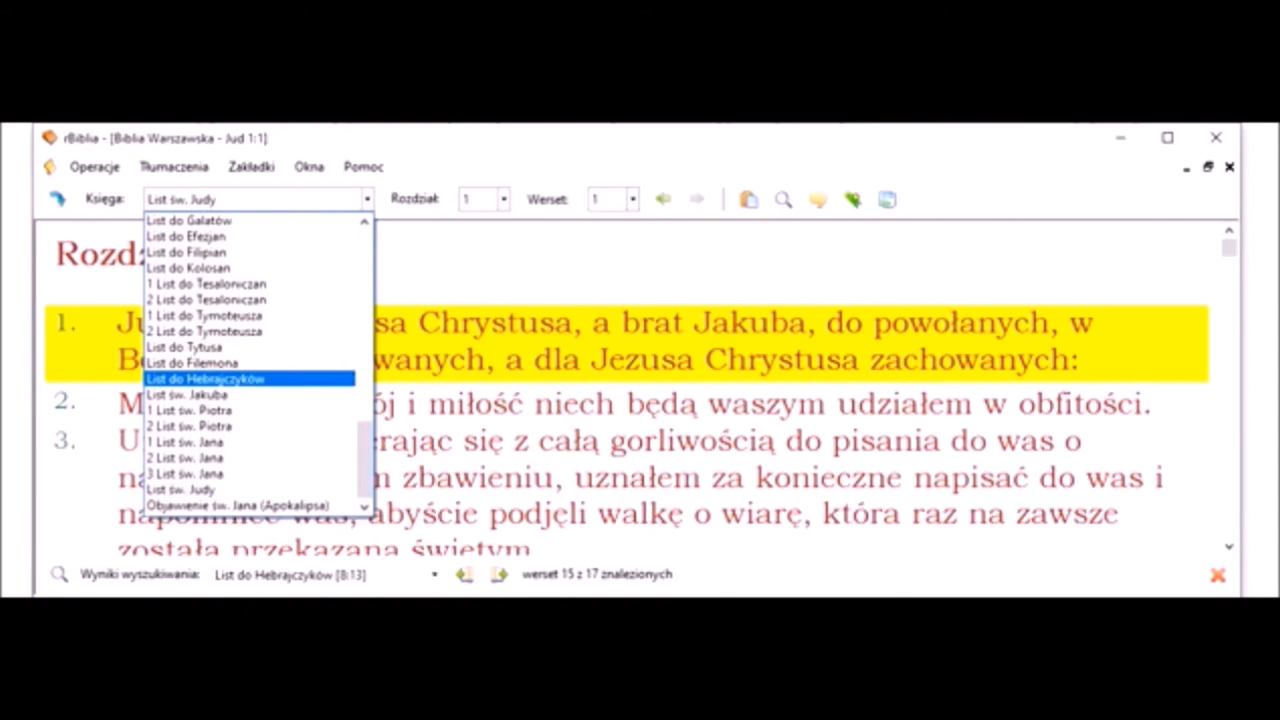 rBiblia - [Biblia Warszawska - Jud 1:1]
Operacje Tłumaczenia Zakładki Okna Pomoc
Księga: List św. Judy Rozdział: 1 Werset: 1
List do Galatów
List do Efezjan
List do Filipian
List do Kolosan
1 List do Tesaloniczan
2 List do Tesaloniczan
1 List do Tymoteusza
2 List do Tymoteusza
List do Tytusa
List do Filemona
List do Hebrajczyków
List św. Jakuba
1 List św. Piotra
2 List św. Piotra
1 List św. Jana
2 List św. Jana
3 List św. Jana
List św. Judy
Objawienie św. Jana (Apokalipsa)
1. sa Chrystusa, a brat Jakuba, do powołanych, w
wanych, a dla Jezusa Chrystusa zachowanych:
2. ój i miłość niech będą waszym udziałem w obfitości.
3. erając się z całą gorliwością do pisania do was o
m zbawieniu, uznałem za konieczne napisać do was i
abyście podjęli walkę o wiarę, która raz na zawsze
została przekazana świętym
Wyniki wyszukiwania: List do Hebrajczyków [8:13] werset 15 z 17 znalezionych